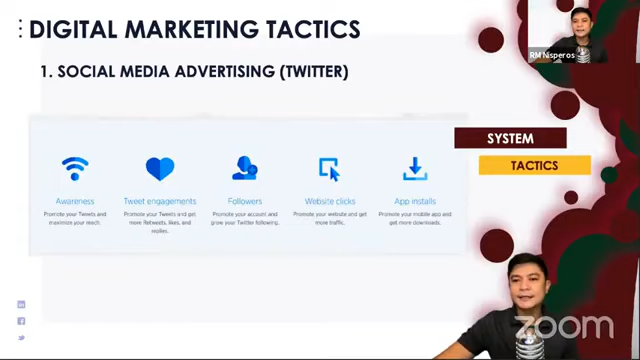 DIGITAL MARKETING TACTICS
1. SOCIAL MEDIA ADVERTISING (TWITTER)
RM Nisperos
SYSTEM
TACTICS
Awareness
Promote your Tweets and
maximize your reach.
Tweet engagements
Promote your Tweets and get
more Retweets, likes, and
replies.
Followers
Promote your account and
grow your Twitter following.
Website clicks
Promote your website and get
more traffic.
App installs
Promote your mobile app and
get more downloads.
zoom